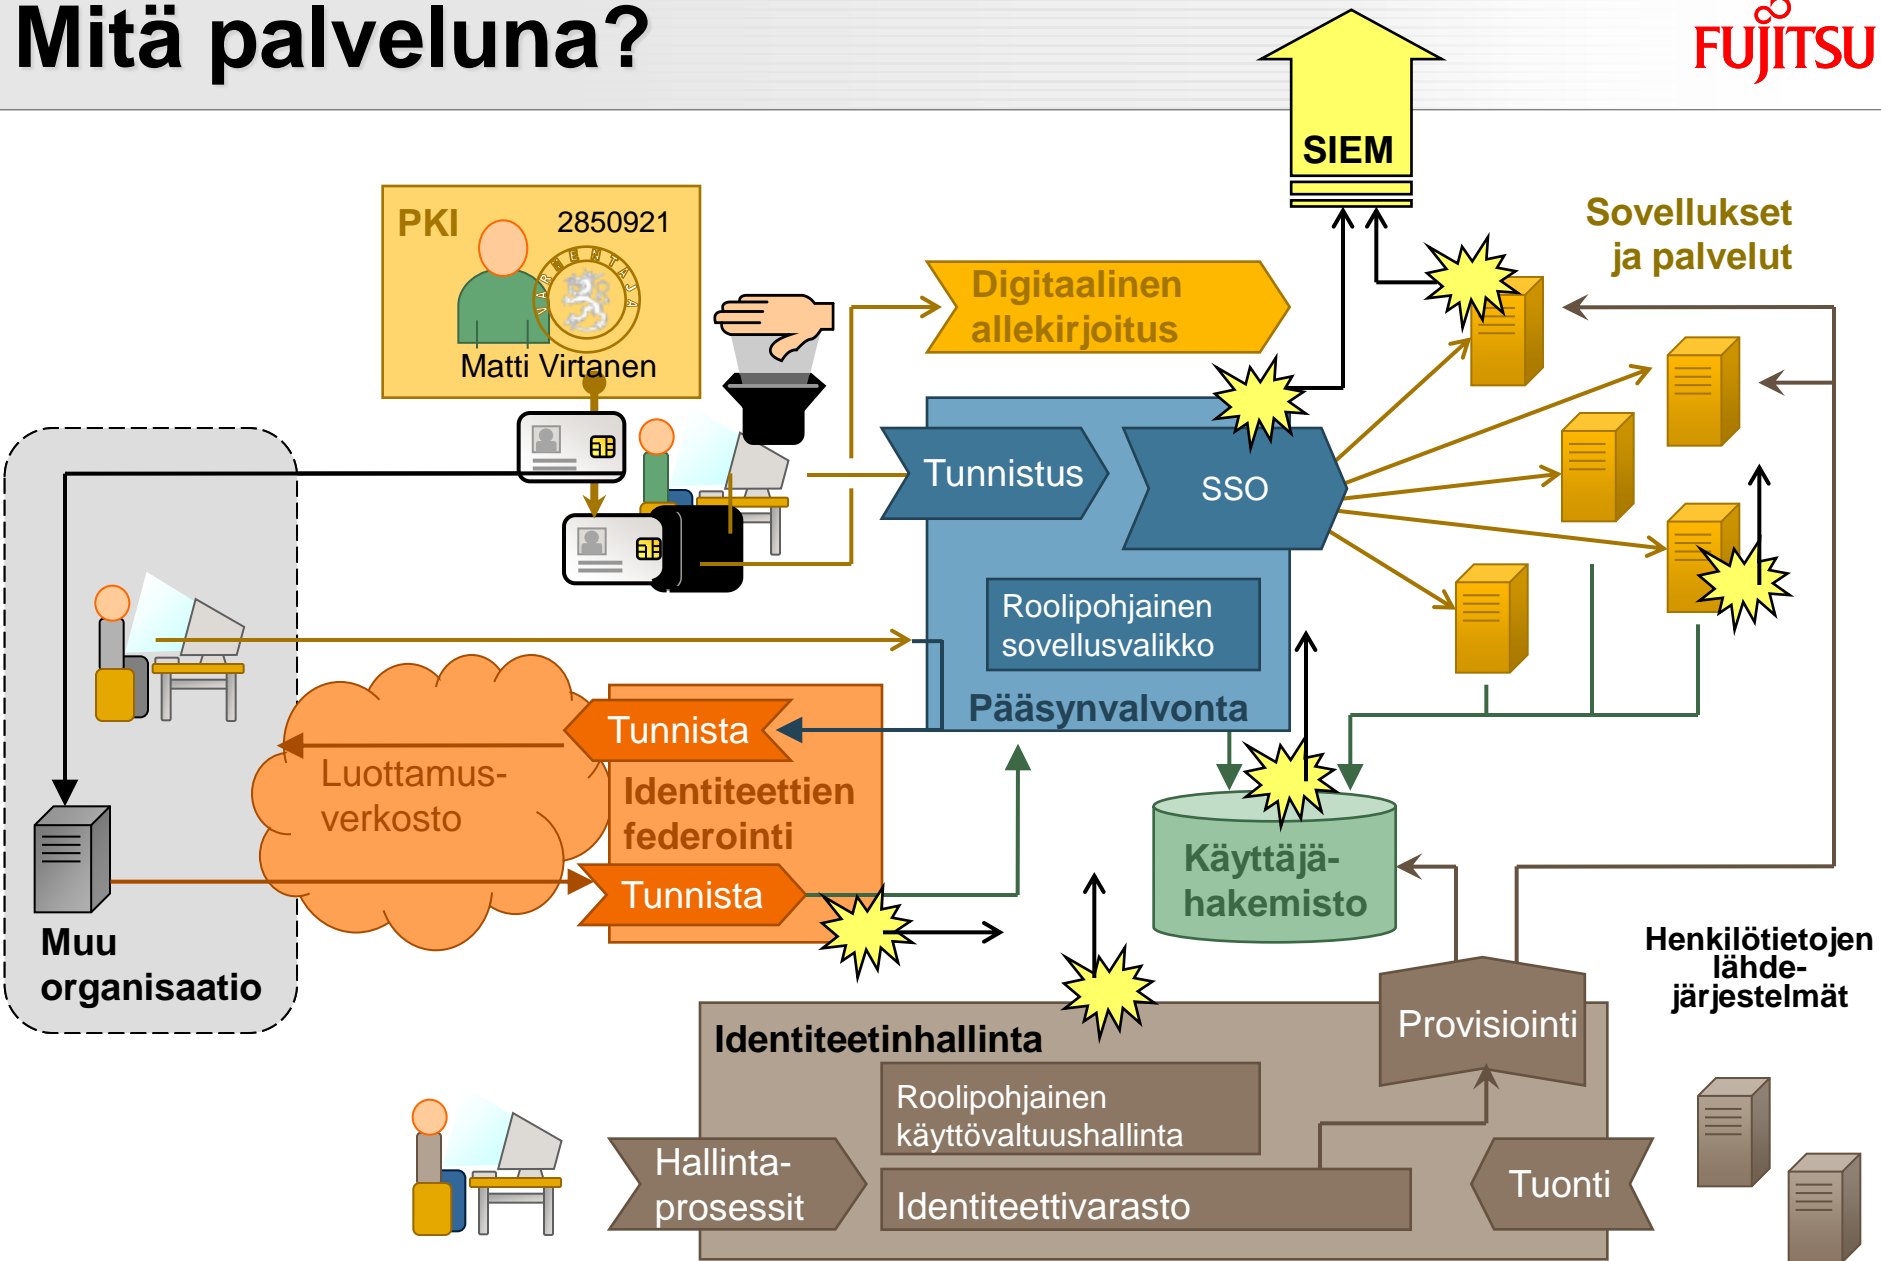 Mitä palveluna?
FUJITSU
SIEM
PKI
2850921
VARMENTAJA
Matti Virtanen
Digitaalinen
allekirjoitus
Sovellukset
ja palvelut
Tunnistus
SSO
Roolipohjainen
sovellusvalikko
Pääsynvalvonta
Tunnista
Luottamus-
verkosto
Identiteettien
federointi
Tunnista
Käyttäjä-
hakemisto
Muu
organisaatio
Henkilötietojen
lähde-
järjestelmät
Provisiointi
Identiteetinhallinta
Roolipohjainen
käyttövaltuushallinta
Hallinta-
prosessit
Identiteettivarasto
Tuonti